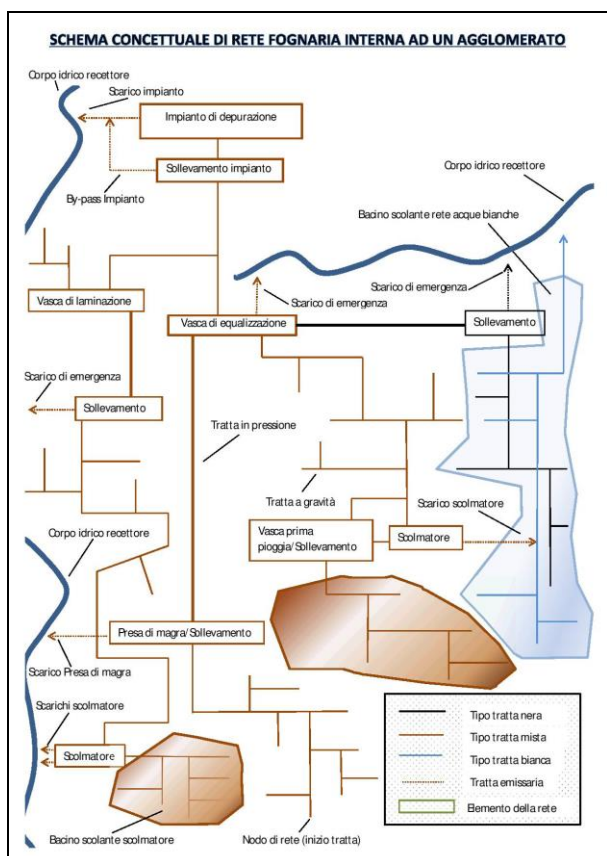 SCHEMA CONCETTUALE DI RETE FOGNARIA INTERNA AD UN AGGLOMERATO
Corpo idrico recettore
Scarico impianto
Impianto di depurazione
Sollevamento impianto
By-pass Impianto
Corpo idrico recettore
Bacino scolante rete acque bianche
Scarico di emergenza
Scarico di emergenza
Vasca di laminazione
Vasca di equalizzazione
Sollevamento
Scarico di emergenza
Sollevamento
Tratta in pressione
Tratta a gravità
Scarico scolmatore
Vasca prima
pioggia/Sollevamento
Scolmatore
Corpo idrico recettore
Presa di magra/Sollevamento
Scarico Presa di magra
Scarichi scolmatore
Scolmatore
Bacino scolante scolmatore
Nodo di rete (inizio tratta)
Tipo tratta nera
Tipo tratta mista
Tipo tratta bianca
Tratta emissaria
Elemento della rete